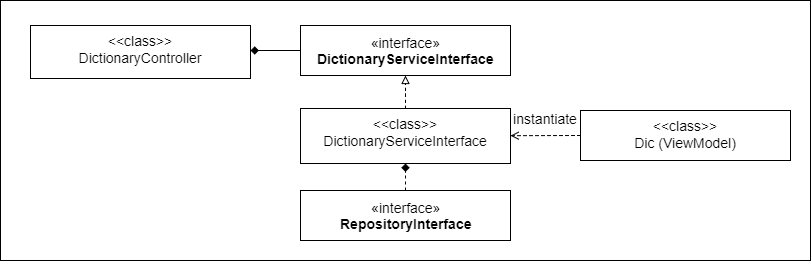 <<class>>
DictionaryController
«interface»
DictionaryServiceInterface
<<class>>
DictionaryServiceInterface
instantiate
<<class>>
Dic (ViewModel)
«interface»
RepositoryInterface